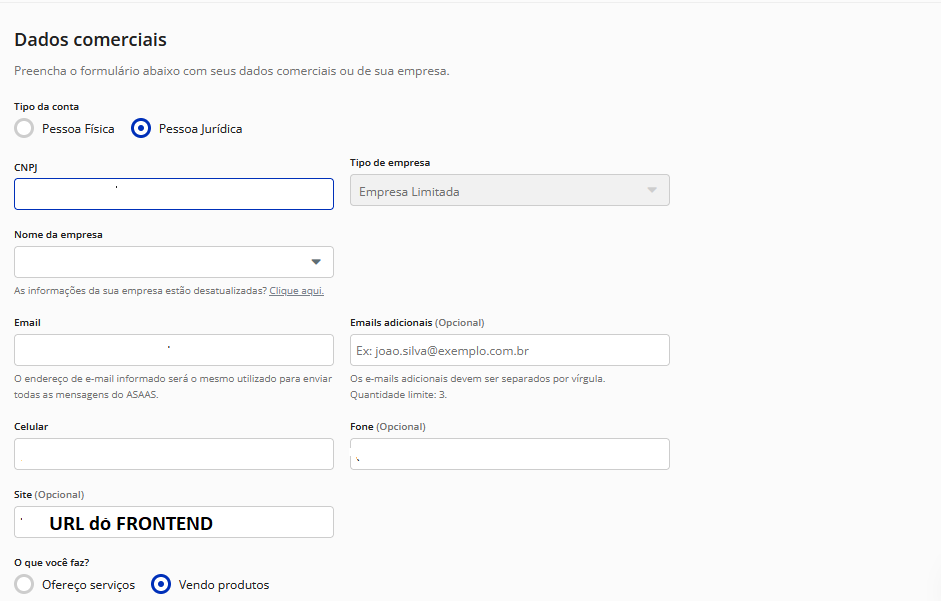 Dados comerciais
Preencha o formulário abaixo com seus dados comerciais ou de sua empresa.
Tipo da conta
Pessoa Física Pessoa Jurídica
CNPJ
Tipo de empresa
Empresa Limitada
Nome da empresa
As informações da sua empresa estão desatualizadas? Clique aqui.
Email
Emails adicionais (Opcional)
Ex: joao.silva@exemplo.com.br
O endereço de e-mail informado será o mesmo utilizado para enviar
todas as mensagens do ASAAS.
Os e-mails adicionais devem ser separados por vírgula.
Quantidade limite: 3.
Celular
Fone (Opcional)
Site (Opcional)
URL do FRONTEND
O que você faz?
Ofereço serviços Vendo produtos